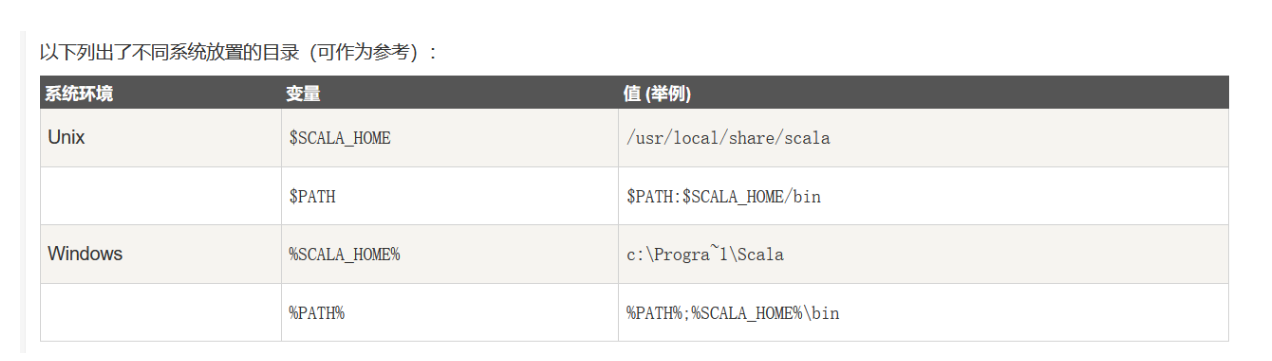 以下列出了不同系统放置的目录（可作为参考）:
系统环境 变量 值 (举例)
Unix $SCALA_HOME /usr/local/share/scala
$PATH $PATH:$SCALA_HOME/bin
Windows %SCALA_HOME% c:\Progra~1\Scala
%PATH% %PATH%;%SCALA_HOME%\bin